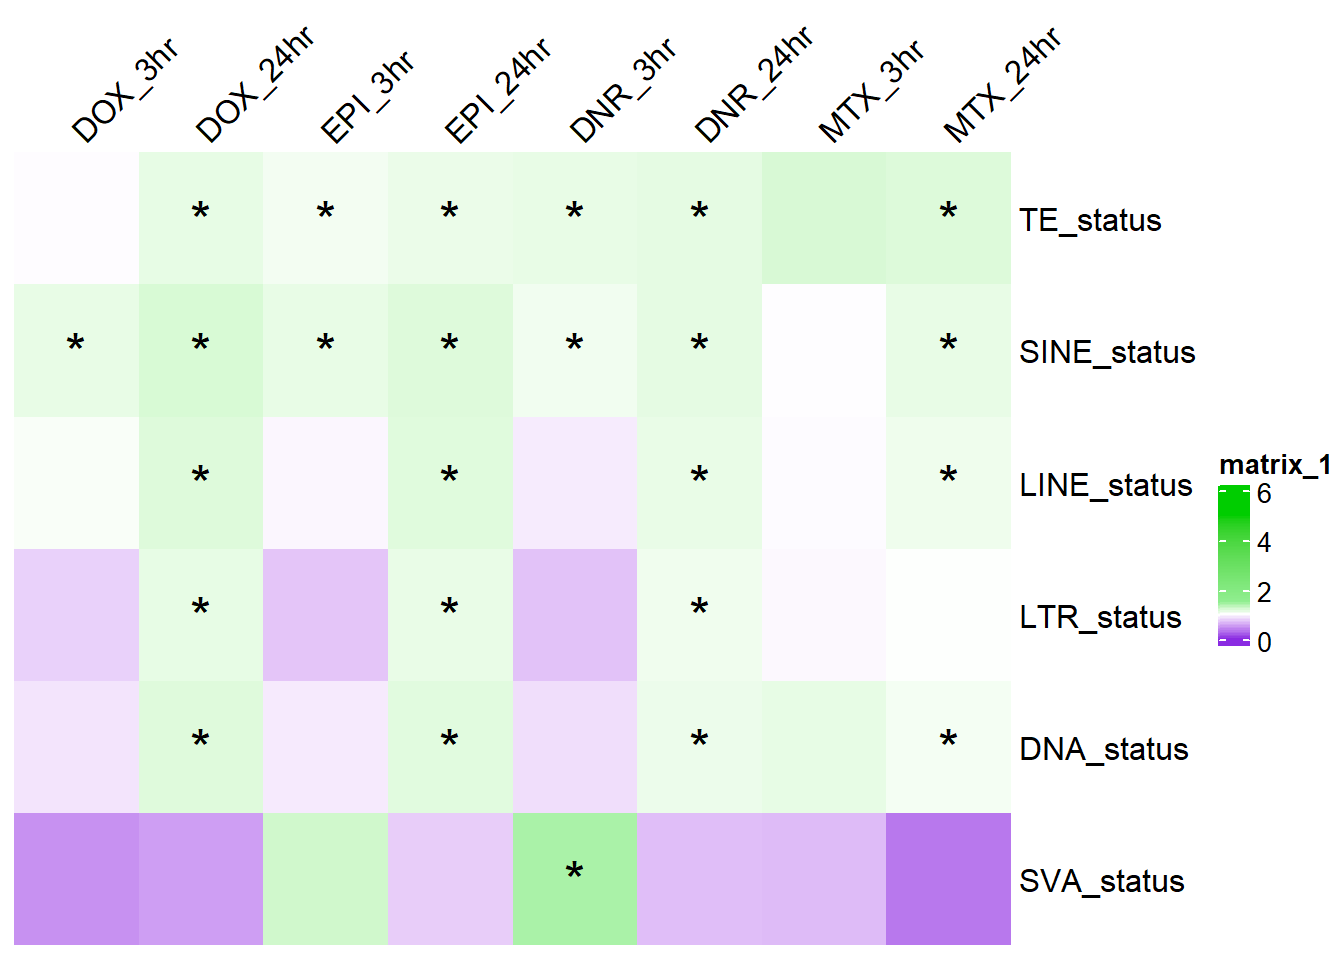 DOX_3hr
DOX_24hr
EPI_3hr
EPI_24hr
DNR_3hr
DNR_24hr
MTX_3hr
MTX_24hr
* * * * * *
TE_status
* * * * * * *
SINE_status
* * * *
LINE_status
* * *
LTR_status
* * * *
DNA_status
*
SVA_status
matrix_1
6
4
2
0